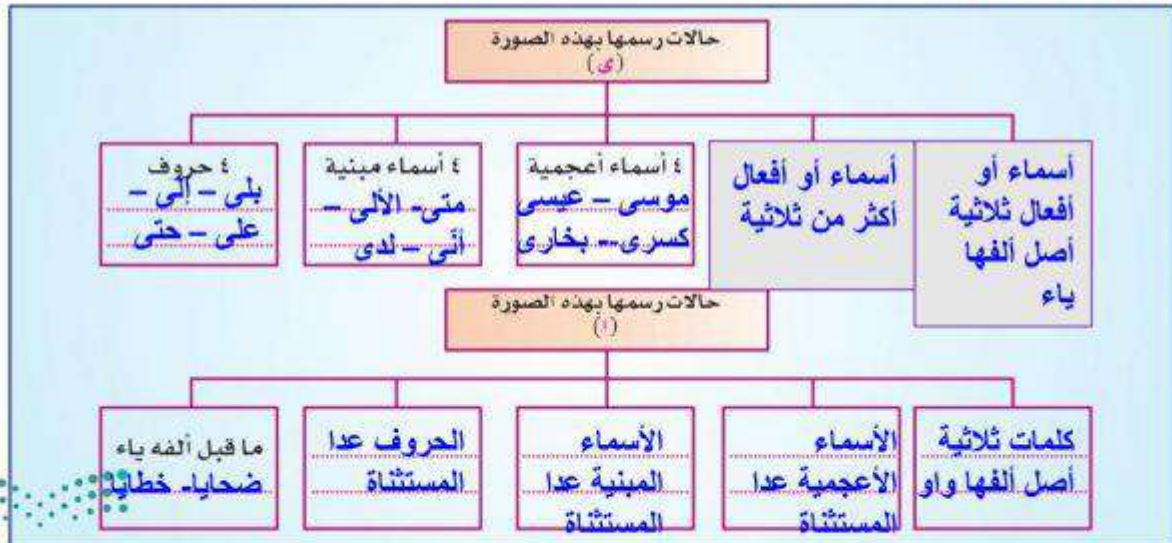 حالات رسمها بهذه الصورة
(ى)
أسماء أو
أفعال ثلاثية
أصل ألفها
ياء
أسماء أو أفعال
أكثر من ثلاثية
٤ أسماء أعجمية
موسى – عيسى
كسرى -- بخارى
٤ أسماء مبنية
متى- الألى –
أنّى – لدى
٤ حروف
بلى – إلى –
على – حتى
حالات رسمها بهذه الصورة
(ا)
كلمات ثلاثية
أصل ألفها واو
الأسماء
الأعجمية عدا
المستثناة
الأسماء
المبنية عدا
المستثناة
الحروف عدا
المستثناة
ما قبل ألفه ياء
ضحايا- خطايا